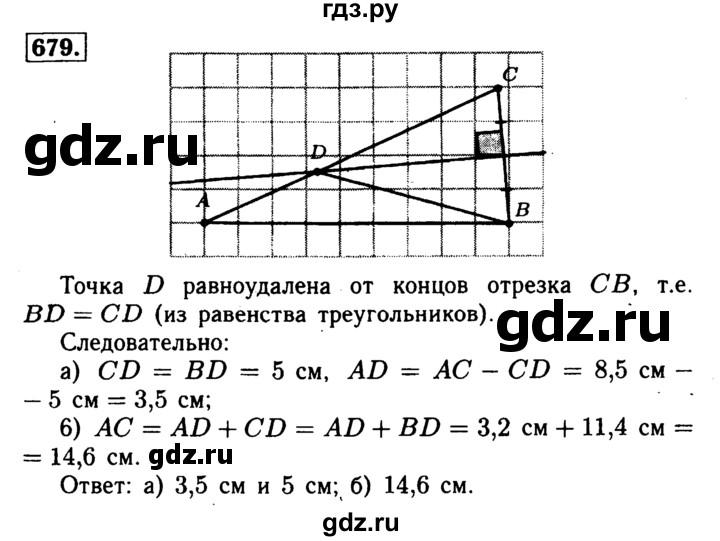 гдз.ру
679.
C
gdz.ru
D
A
B
Точка D равноудалена от концов отрезка CB, т.е.
BD = CD (из равенства треугольников).
gdz.ru
Следовательно:
а) CD = BD = 5 см, AD = AC − CD = 8,5 см −
− 5 см = 3,5 см;
б) AC = AD + CD = AD + BD = 3,2 см + 11,4 см =
= 14,6 см.
gdz.ru
Ответ: а) 3,5 см и 5 см; б) 14,6 см.
gdz.ru